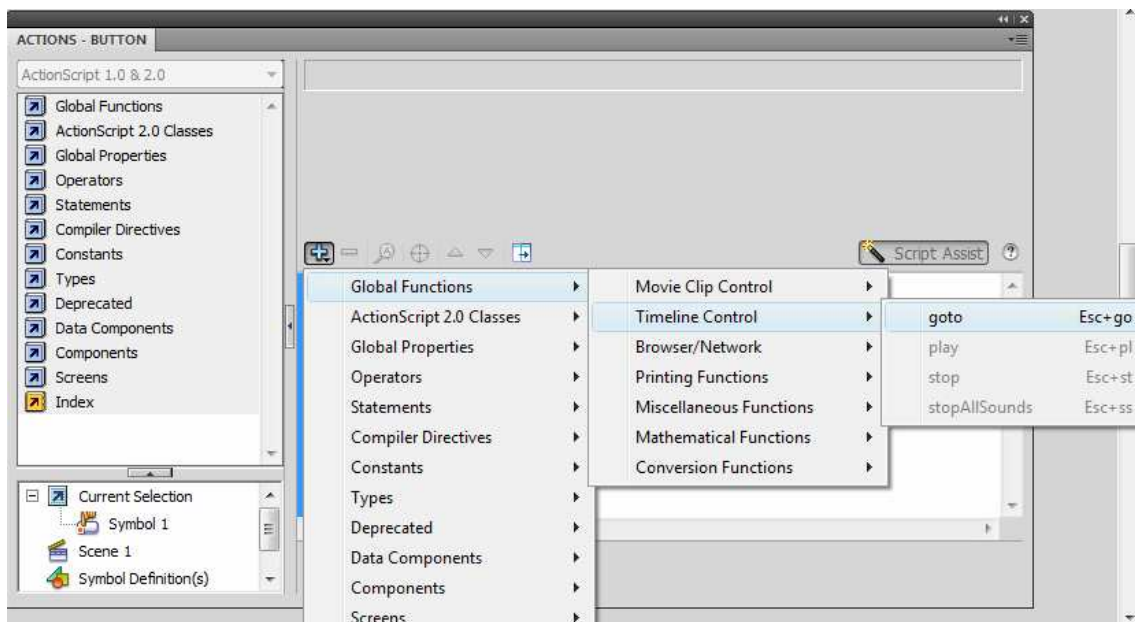 ACTIONS - BUTTON
ActionScript 1.0 & 2.0
Global Functions
ActionScript 2.0 Classes
Global Properties
Operators
Statements
Compiler Directives
Constants
Types
Deprecated
Data Components
Components
Screens
Index
Current Selection
Symbol 1
Scene 1
Symbol Definition(s)
Script Assist
Global Functions
ActionScript 2.0 Classes
Global Properties
Operators
Statements
Compiler Directives
Constants
Types
Deprecated
Data Components
Components
Screens
Movie Clip Control
Timeline Control
Browser/Network
Printing Functions
Miscellaneous Functions
Mathematical Functions
Conversion Functions
goto Esc+go
play Esc+pl
stop Esc+st
stopAllSounds Esc+ss